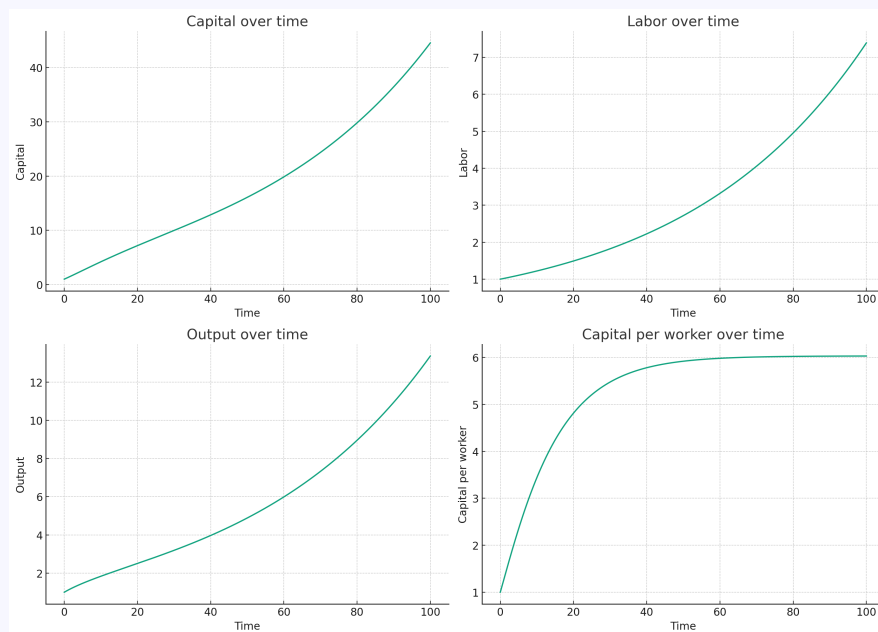 Capital over time
Capital
40
30
20
10
0
0 20 40 60 80 100
Time
Labor over time
Labor
7
6
5
4
3
2
1
0 20 40 60 80 100
Time
Output over time
Output
12
10
8
6
4
2
0 20 40 60 80 100
Time
Capital per worker over time
Capital per worker
6
5
4
3
2
1
0 20 40 60 80 100
Time